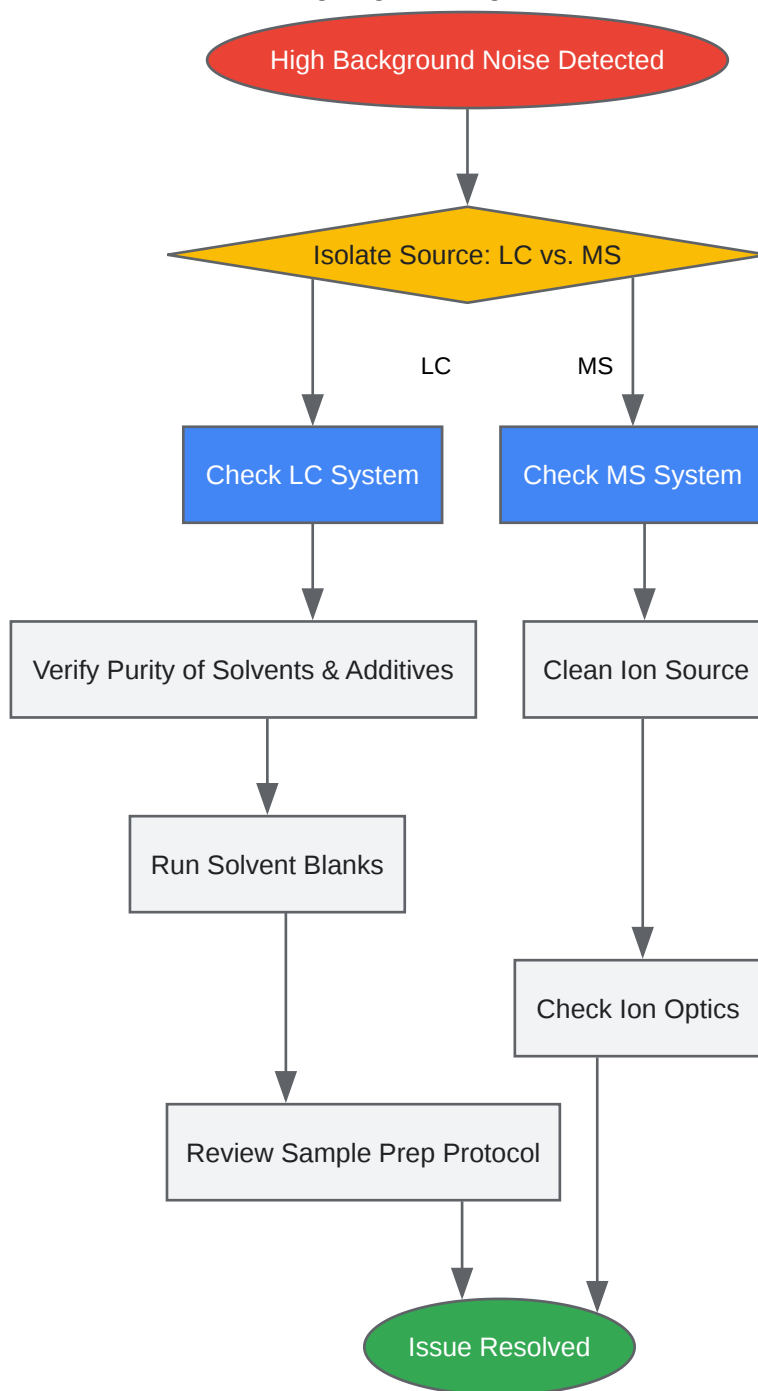 High Background Noise Detected
Isolate Source: LC vs. MS
LC
MS
Check LC System
Check MS System
Verify Purity of Solvents & Additives
Clean Ion Source
Run Solvent Blanks
Check Ion Optics
Review Sample Prep Protocol
Issue Resolved